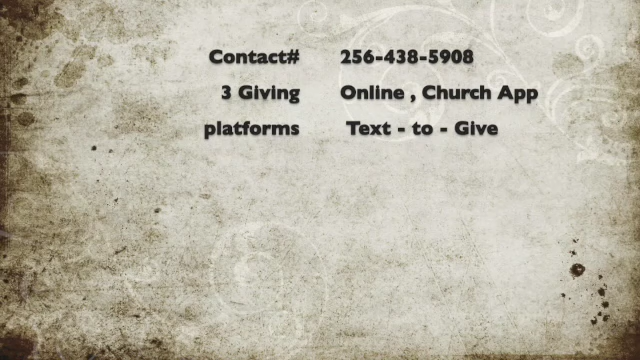 Contact# 256-438-5908
3 Giving Online , Church App
platforms Text - to - Give